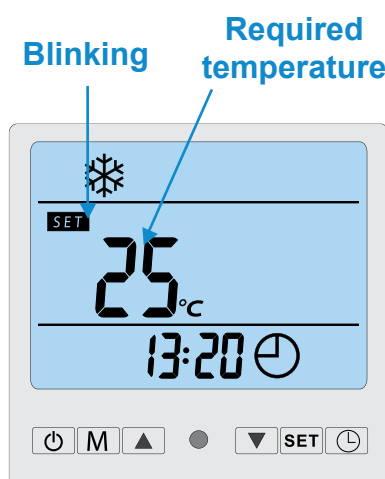 Required
Blinking temperature
SET
25°C
13:20
M SET